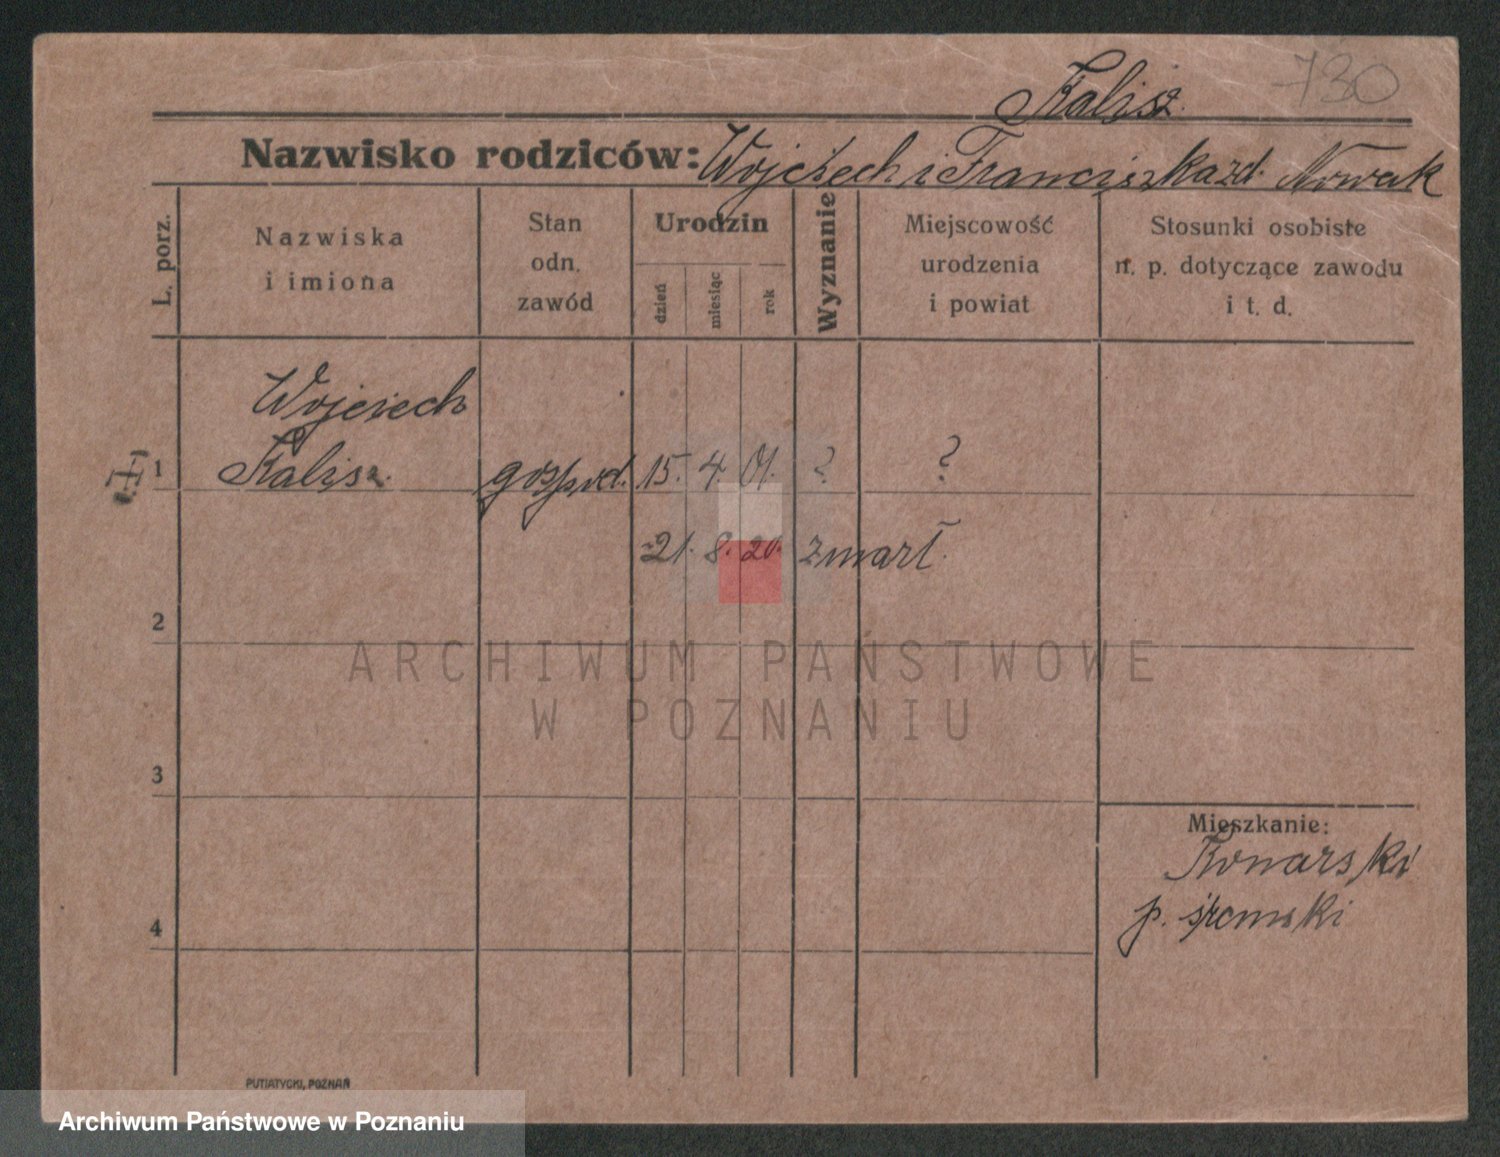 730
Kalisz.
Nazwisko rodziców: Wojciech i Franciszka zd. Nowak
L. porz.
Nazwiska
i imiona
Stan
odn.
zawód
Urodzin
dzień
miesiąc
rok
Wyznanie
Miejscowość
urodzenia
i powiat
Stosunki osobiste
n. p. dotyczące zawodu
i t. d.
Wojciech
1 Kalisz. gospod. 15. 4. 01. ? ?
21. 8. 20. zmarł.
2
ARCHIWUM PAŃSTWOWE
W POZNANIU
3
Mieszkanie:
Konarsko
p. śremski
4
PUTIATYCKI, POZNAŃ
Archiwum Państwowe w Poznaniu